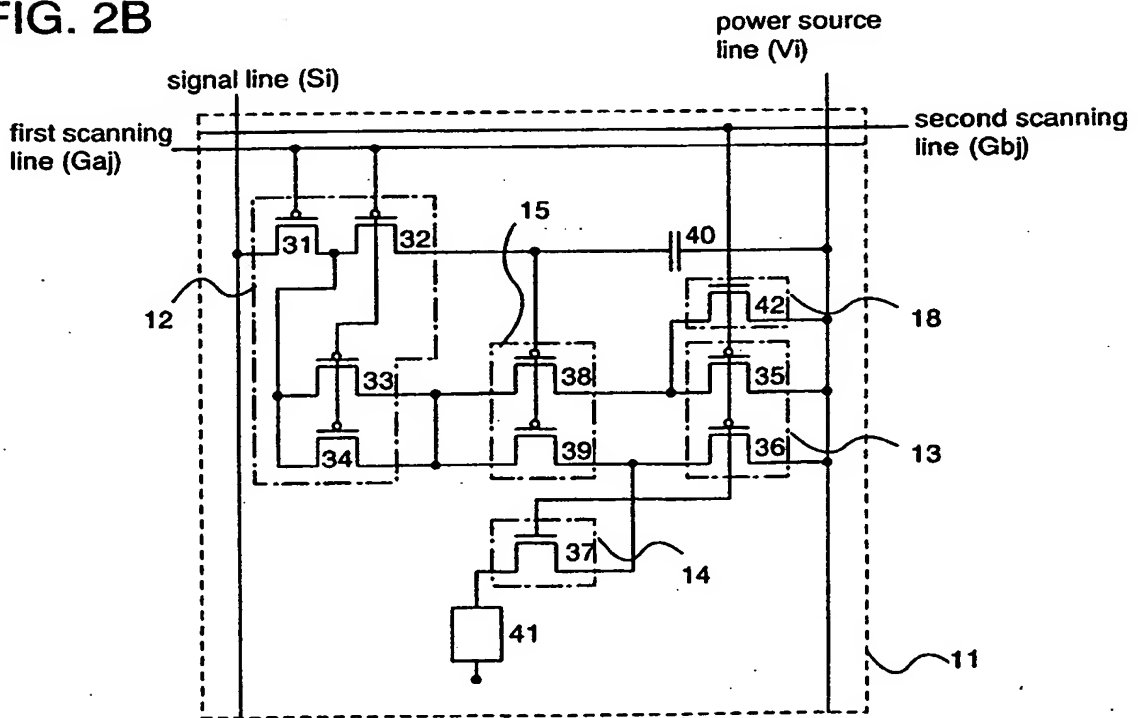 FIG. 2B
power source
line (Vi)
signal line (Si)
first scanning
line (Gaj)
second scanning
line (Gbj)
15
31
32
40
12
42
18
33
38
35
34
39
36
13
37
14
41
11